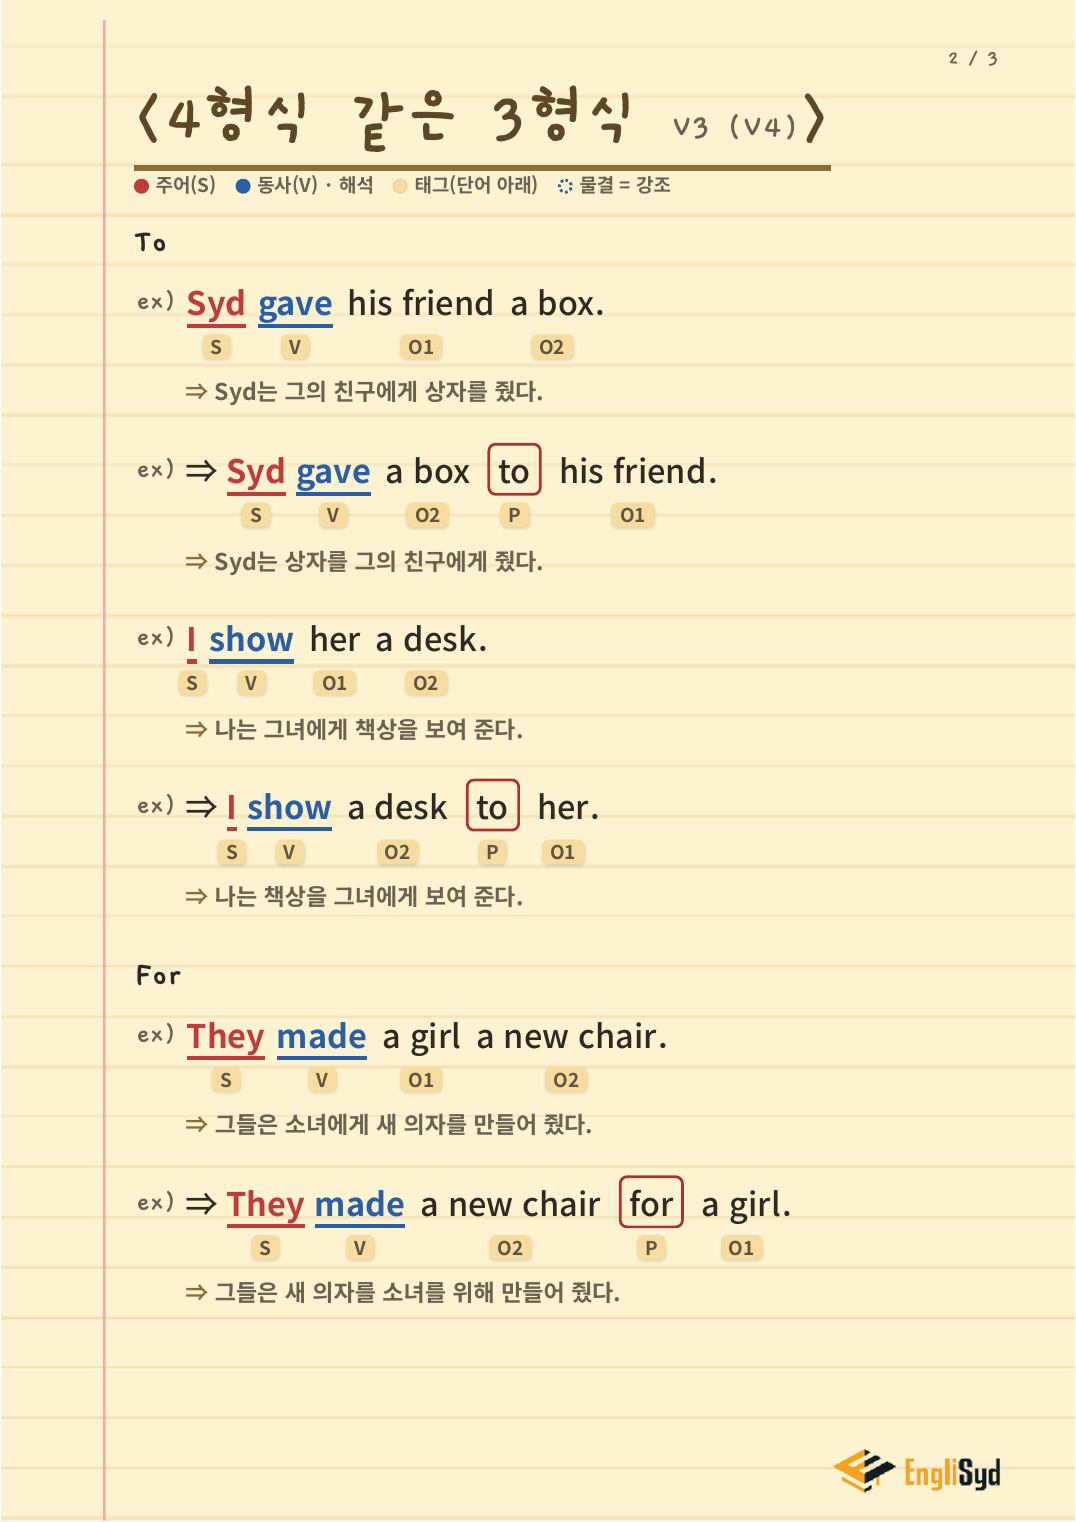 2 / 3
<4형식 같은 3형식 V3 (V4)>
주어(S) 동사(V) · 해석 태그(단어 아래) 물결 = 강조
To
ex) Syd gave his friend a box.
S V O1 O2
⇒ Syd는 그의 친구에게 상자를 줬다.
ex) ⇒ Syd gave a box to his friend.
S V O2 P O1
⇒ Syd는 상자를 그의 친구에게 줬다.
ex) I show her a desk.
S V O1 O2
⇒ 나는 그녀에게 책상을 보여 준다.
ex) ⇒ I show a desk to her.
S V O2 P O1
⇒ 나는 책상을 그녀에게 보여 준다.
For
ex) They made a girl a new chair.
S V O1 O2
⇒ 그들은 소녀에게 새 의자를 만들어 줬다.
ex) ⇒ They made a new chair for a girl.
S V O2 P O1
⇒ 그들은 새 의자를 소녀를 위해 만들어 줬다.
EngliSyd